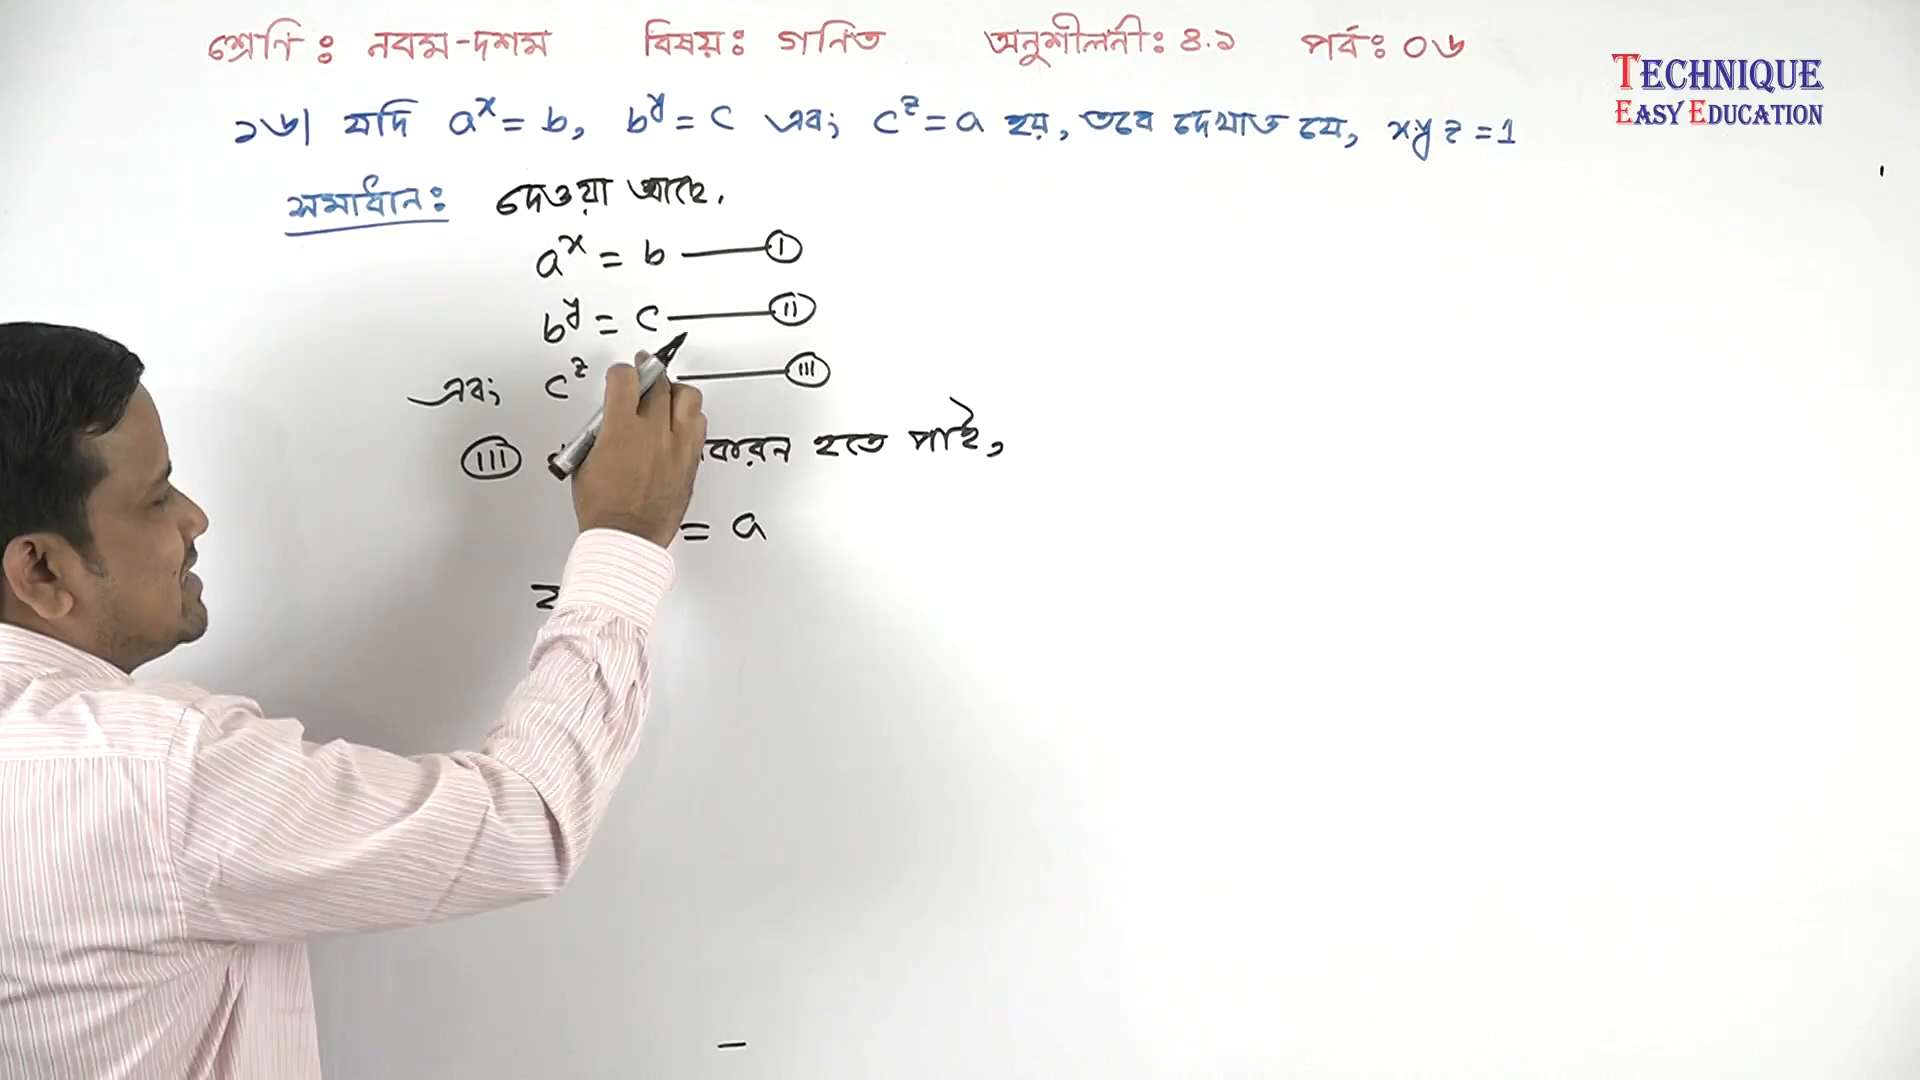 শ্রেণি : নবম-দশম বিষয়ঃ গনিত অনুশীলনী: ৪.১ পর্ব: ০৬
TECHNIQUE
EASY EDUCATION
১৬| যদি aˣ = b, bʸ = c এবং cᶻ = a হয়, তবে দেখাও যে, xyz = 1
সমাধান: দেওয়া আছে,
aˣ = b —— (I)
bʸ = c —— (II)
এবং cᶻ —— (III)
(III) হতে পাই,
= a